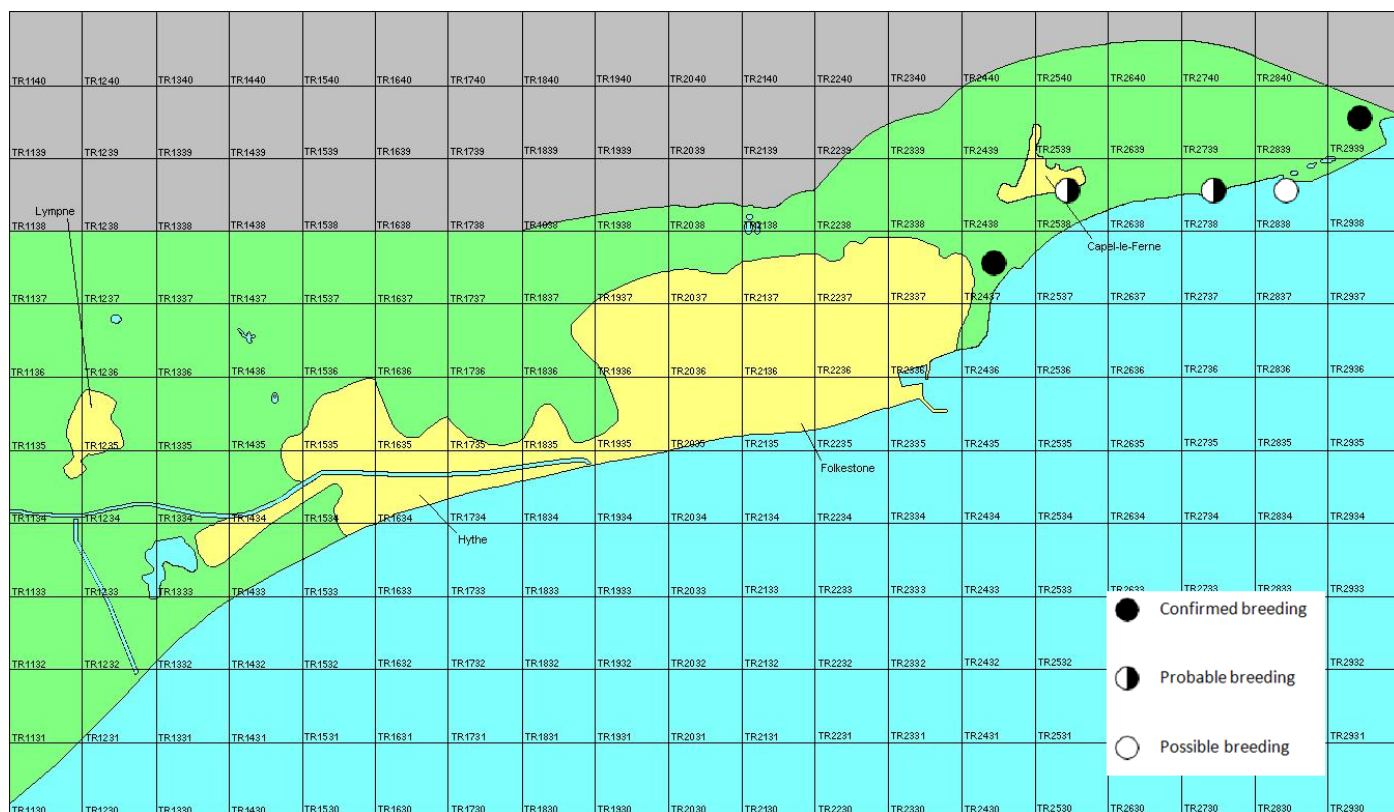 TR1140 TR1240 TR1340 TR1440 TR1540 TR1640 TR1740 TR1840 TR1940 TR2040 TR2140 TR2240 TR2340 TR2440 TR2540 TR2640 TR2740 TR2840
TR1139 TR1239 TR1339 TR1439 TR1539 TR1639 TR1739 TR1839 TR1939 TR2039 TR2139 TR2239 TR2339 TR2439 TR2539 TR2639 TR2739 TR2839 TR2939
Lympne
TR1138 TR1238 TR1338 TR1438 TR1538 TR1638 TR1738 TR1838 TR1938 TR2038 TR2138 TR2238 TR2338 TR2438 TR2538 TR2638 TR2738 TR2838 TR2938
Capel-le-Ferne
TR1137 TR1237 TR1337 TR1437 TR1537 TR1637 TR1737 TR1837 TR1937 TR2037 TR2137 TR2237 TR2337 TR2437 TR2537 TR2637 TR2737 TR2837 TR2937
TR1136 TR1236 TR1336 TR1436 TR1536 TR1636 TR1736 TR1836 TR1936 TR2036 TR2136 TR2236 TR2336 TR2436 TR2536 TR2636 TR2736 TR2836 TR2936
TR1135 TR1235 TR1335 TR1435 TR1535 TR1635 TR1735 TR1835 TR1935 TR2035 TR2135 TR2235 TR2335 TR2435 TR2535 TR2635 TR2735 TR2835 TR2935
Folkestone
TR1134 TR1234 TR1334 TR1434 TR1534 TR1634 TR1734 TR1834 TR1934 TR2034 TR2134 TR2234 TR2334 TR2434 TR2534 TR2634 TR2734 TR2834 TR2934
Hythe
TR1133 TR1233 TR1333 TR1433 TR1533 TR1633 TR1733 TR1833 TR1933 TR2033 TR2133 TR2233 TR2333 TR2433 TR2533 TR2633 TR2733 TR2833 TR2933
Confirmed breeding
TR1132 TR1232 TR1332 TR1432 TR1532 TR1632 TR1732 TR1832 TR1932 TR2032 TR2132 TR2232 TR2332 TR2432 TR2532 TR2932
Probable breeding
TR1131 TR1231 TR1331 TR1431 TR1531 TR1631 TR1731 TR1831 TR1931 TR2031 TR2131 TR2231 TR2331 TR2431 TR2531 TR2931
Possible breeding
TR1130 TR1230 TR1330 TR1430 TR1530 TR1630 TR1730 TR1830 TR1930 TR2030 TR2130 TR2230 TR2330 TR2430 TR2530 TR2630 TR2730 TR2830 TR2930